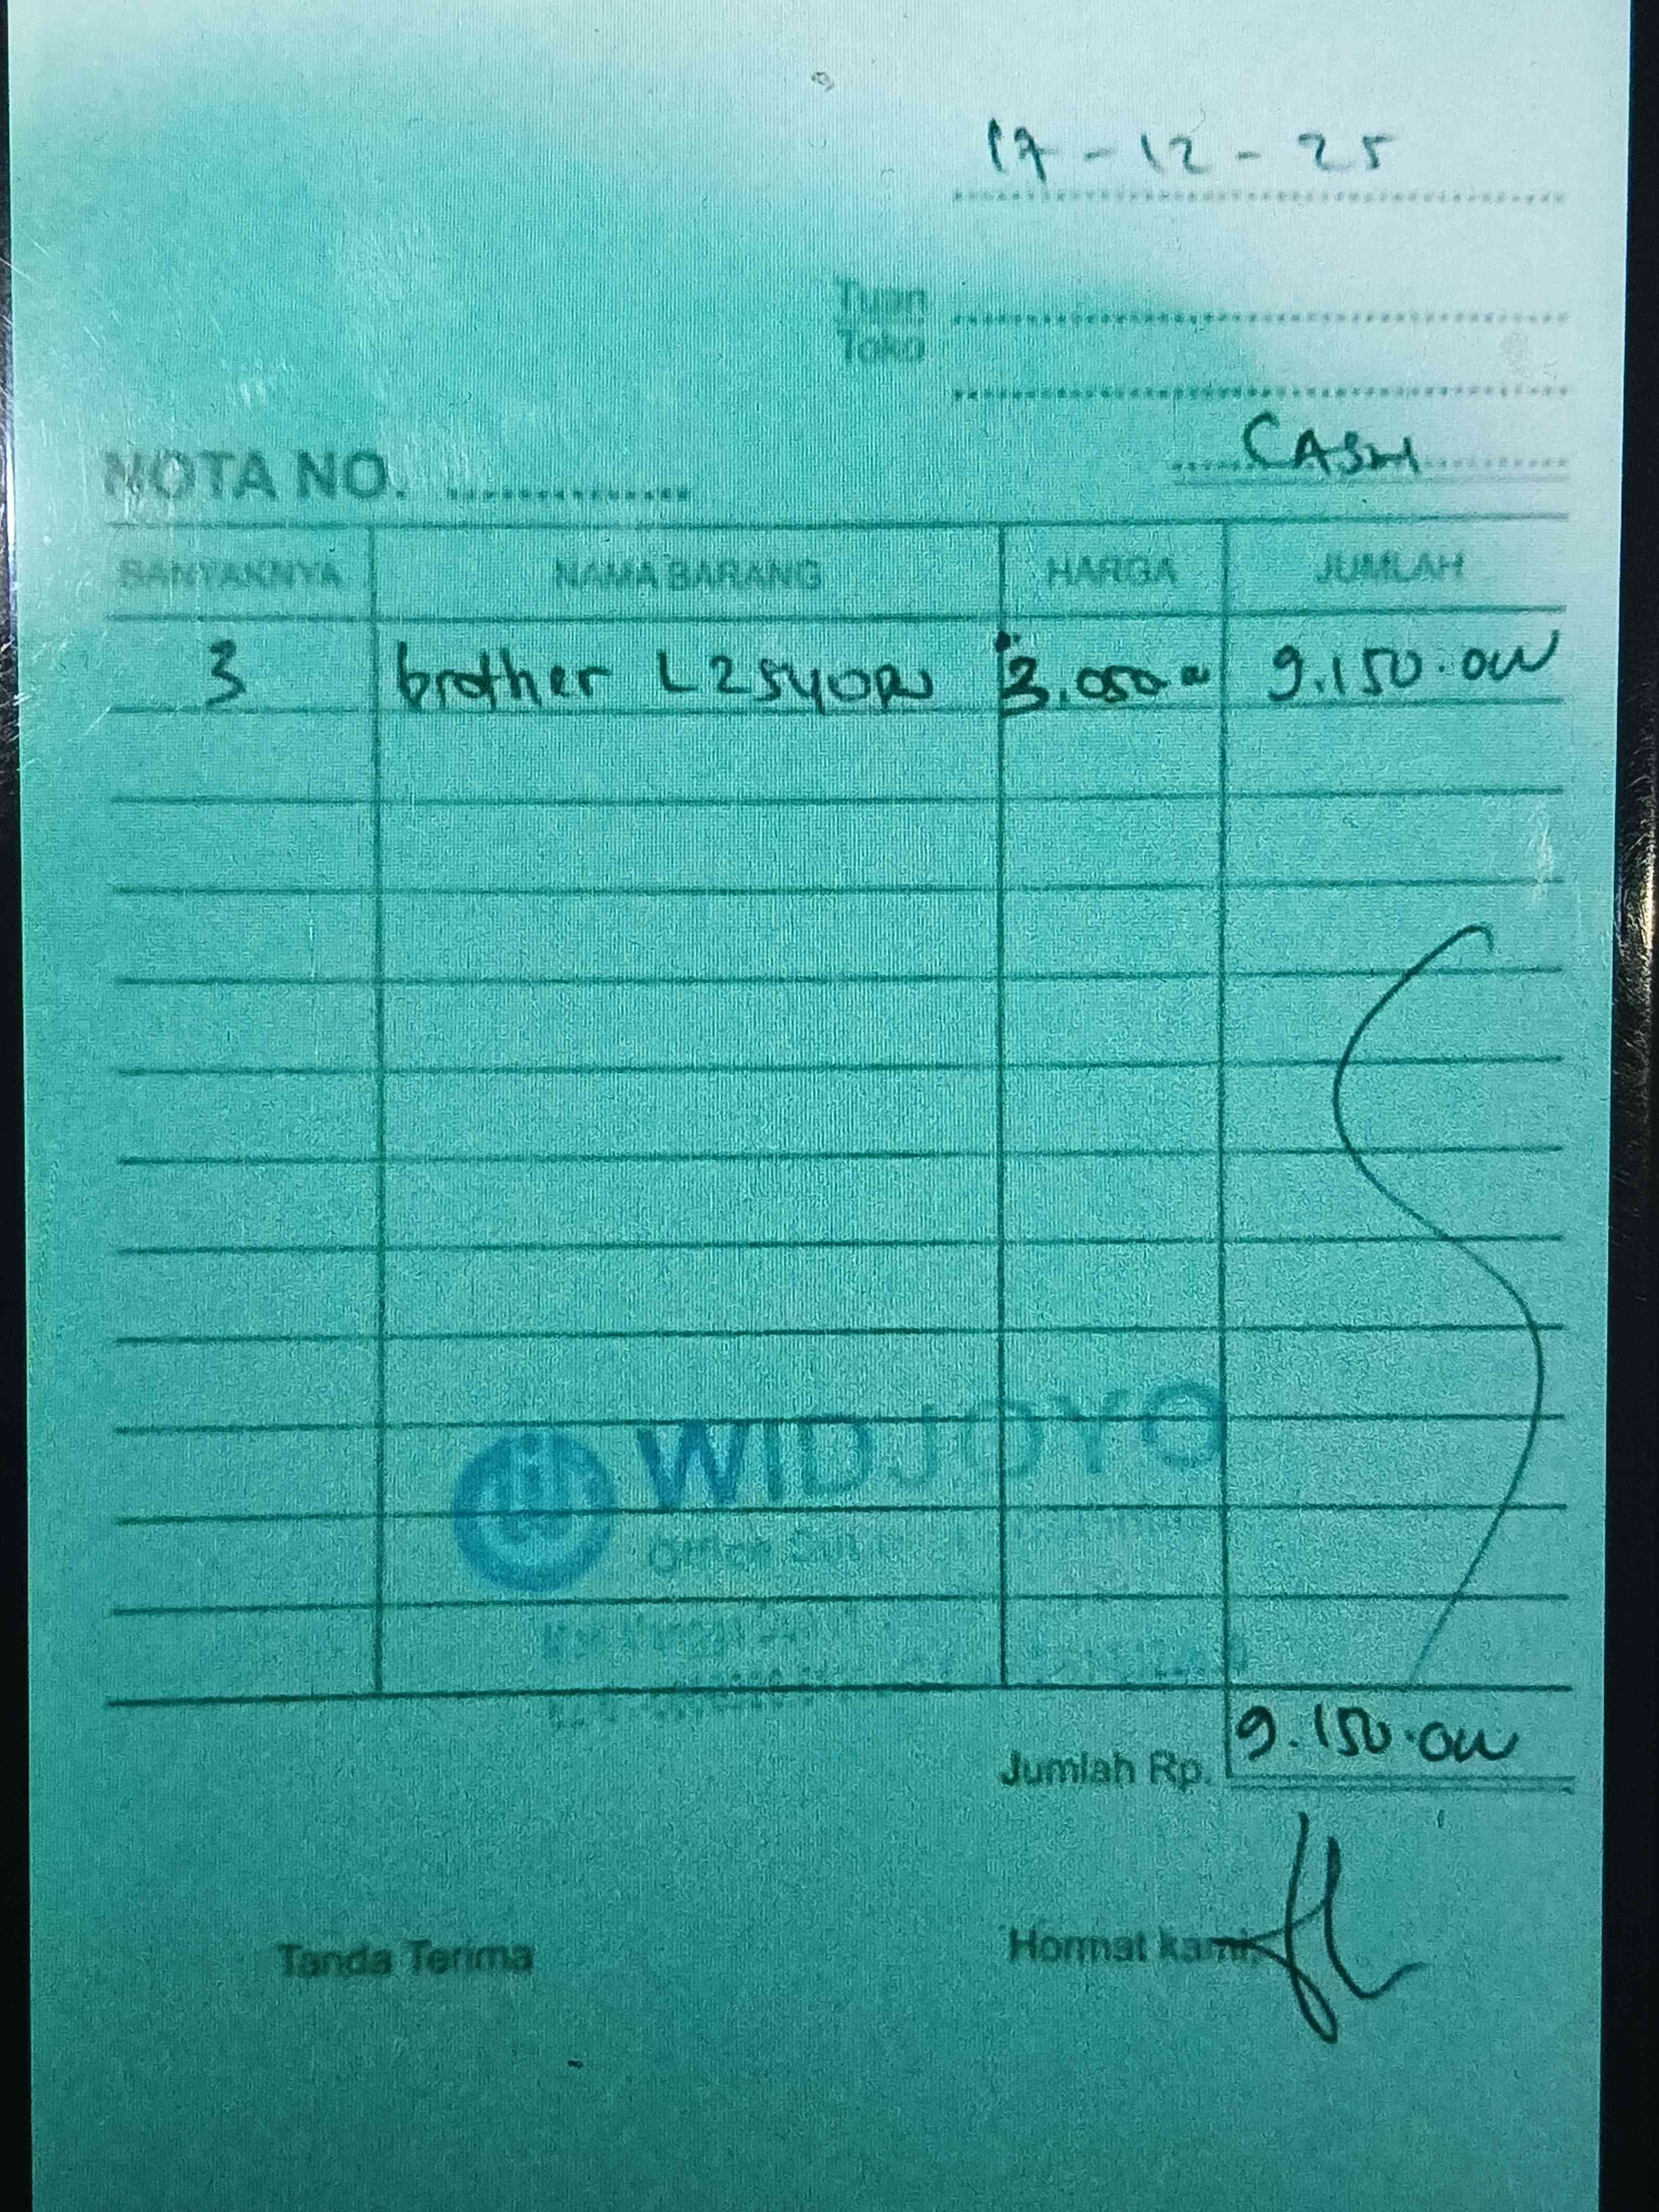 17-12-25
Tuan
Toko
CASH
NOTA NO.
BANYAKNYA NAMA BARANG HARGA JUMLAH
3 brother L2540DW 3.050.000 9.150.000
WIDJOYO
Office
Jumlah Rp. 9.150.000
Tanda Terima Hormat kami,